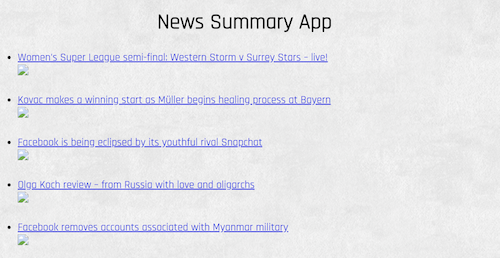 News Summary App
Women's Super League semi-final: Western Storm v Surrey Stars – live!
Kovac makes a winning start as Müller begins healing process at Bayern
Facebook is being eclipsed by its youthful rival Snapchat
Olga Koch review – from Russia with love and oligarchs
Facebook removes accounts associated with Myanmar military